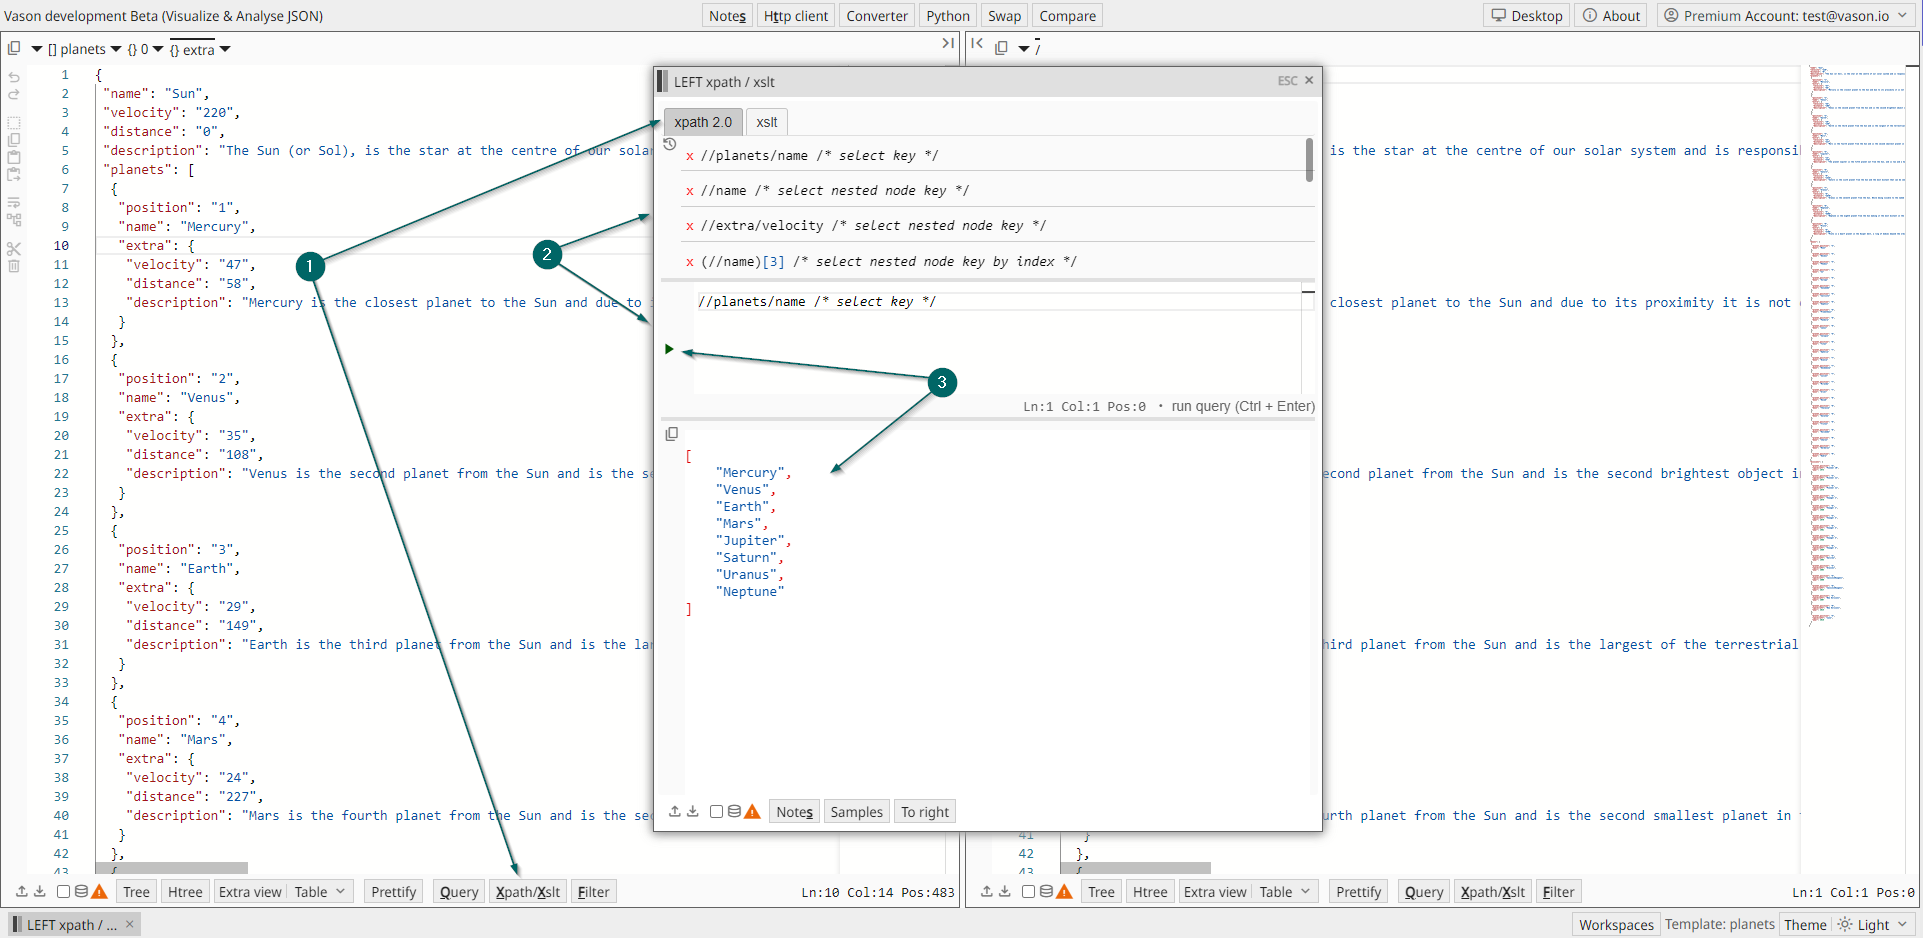 Vason development Beta (Visualize & Analyse JSON)
Notes Http client Converter Python Swap Compare
Desktop About Premium Account: test@vason.io
[] planets {} 0 {} extra
/
1 {
2 "name": "Sun",
3 "velocity": "220",
4 "distance": "0",
5 "description": "The Sun (or Sol), is the star at the centre of our sola
6 "planets": [
7 {
8 "position": "1",
9 "name": "Mercury",
10 "extra": {
11 "velocity": "47",
12 "distance": "58",
13 "description": "Mercury is the closest planet to the Sun and due to
14 }
15 },
16 {
17 "position": "2",
18 "name": "Venus",
19 "extra": {
20 "velocity": "35",
21 "distance": "108",
22 "description": "Venus is the second planet from the Sun and is the se
23 }
24 },
25 {
26 "position": "3",
27 "name": "Earth",
28 "extra": {
29 "velocity": "29",
30 "distance": "149",
31 "description": "Earth is the third planet from the Sun and is the la
32 }
33 },
34 {
35 "position": "4",
36 "name": "Mars",
37 "extra": {
38 "velocity": "24",
39 "distance": "227",
40 "description": "Mars is the fourth planet from the Sun and is the se
41 }
42 },
43 {
1
2
3
LEFT xpath / xslt ESC ×
xpath 2.0 xslt
x //planets/name /* select key */
x //name /* select nested node key */
x //extra/velocity /* select nested node key */
x (//name)[3] /* select nested node key by index */
//planets/name /* select key */
Ln:1 Col:1 Pos:0 • run query (Ctrl + Enter)
[
"Mercury",
"Venus",
"Earth",
"Mars",
"Jupiter",
"Saturn",
"Uranus",
"Neptune"
]
Notes Samples To right
is the star at the centre of our solar system and is responsi
closest planet to the Sun and due to its proximity it is not
econd planet from the Sun and is the second brightest object i
hird planet from the Sun and is the largest of the terrestrial
urth planet from the Sun and is the second smallest planet in
41 }
42 },
43 {
Tree Htree Extra view Table Prettify Query Xpath/Xslt Filter Ln:10 Col:14 Pos:483
Tree Htree Extra view Table Prettify Query Xpath/Xslt Filter Ln:1 Col:1 Pos:0
LEFT xpath / ... ×
Workspaces Template: planets Theme Light